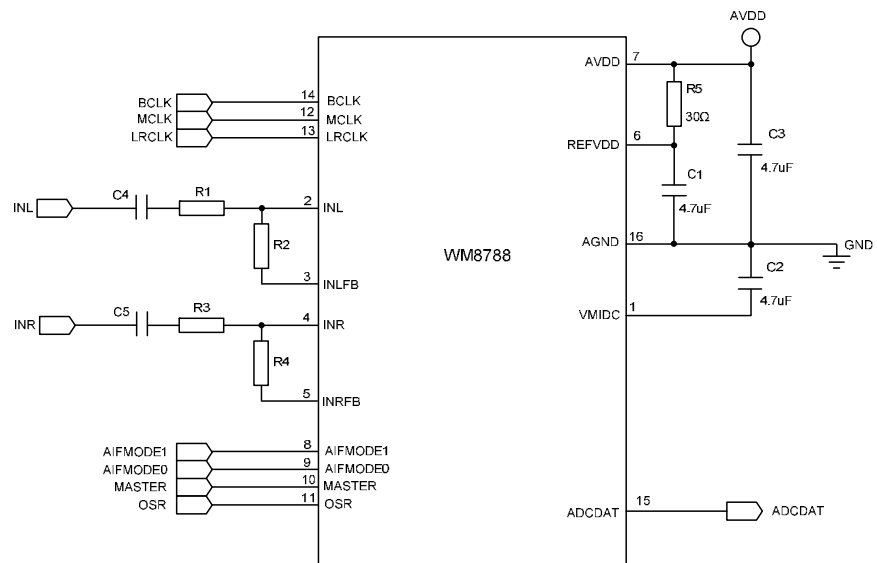 AVDD
AVDD 7
R5
30Ω
BCLK 14 BCLK
MCLK 12 MCLK
LRCLK 13 LRCLK
REFVDD 6
C3
4.7uF
C1
4.7uF
INL C4 R1 2 INL
R2
3 INLFB
WM8788
AGND 16
GND
C2
4.7uF
VMIDC 1
INR C5 R3 4 INR
R4
5 INRFB
AIFMODE1 8 AIFMODE1
AIFMODE0 9 AIFMODE0
MASTER 10 MASTER
OSR 11 OSR
ADCDAT 15 ADCDAT